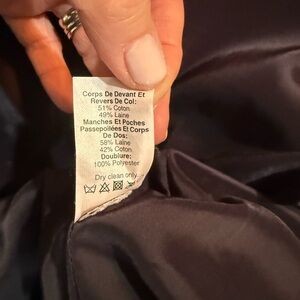 Corps De Devant Et
Revers De Col:
51% Coton
49% Laine
Manches Et Poches
Passepoilées Et Corps
De Dos:
58% Laine
42% Coton
Doublure:
100% Polyester
Dry clean only